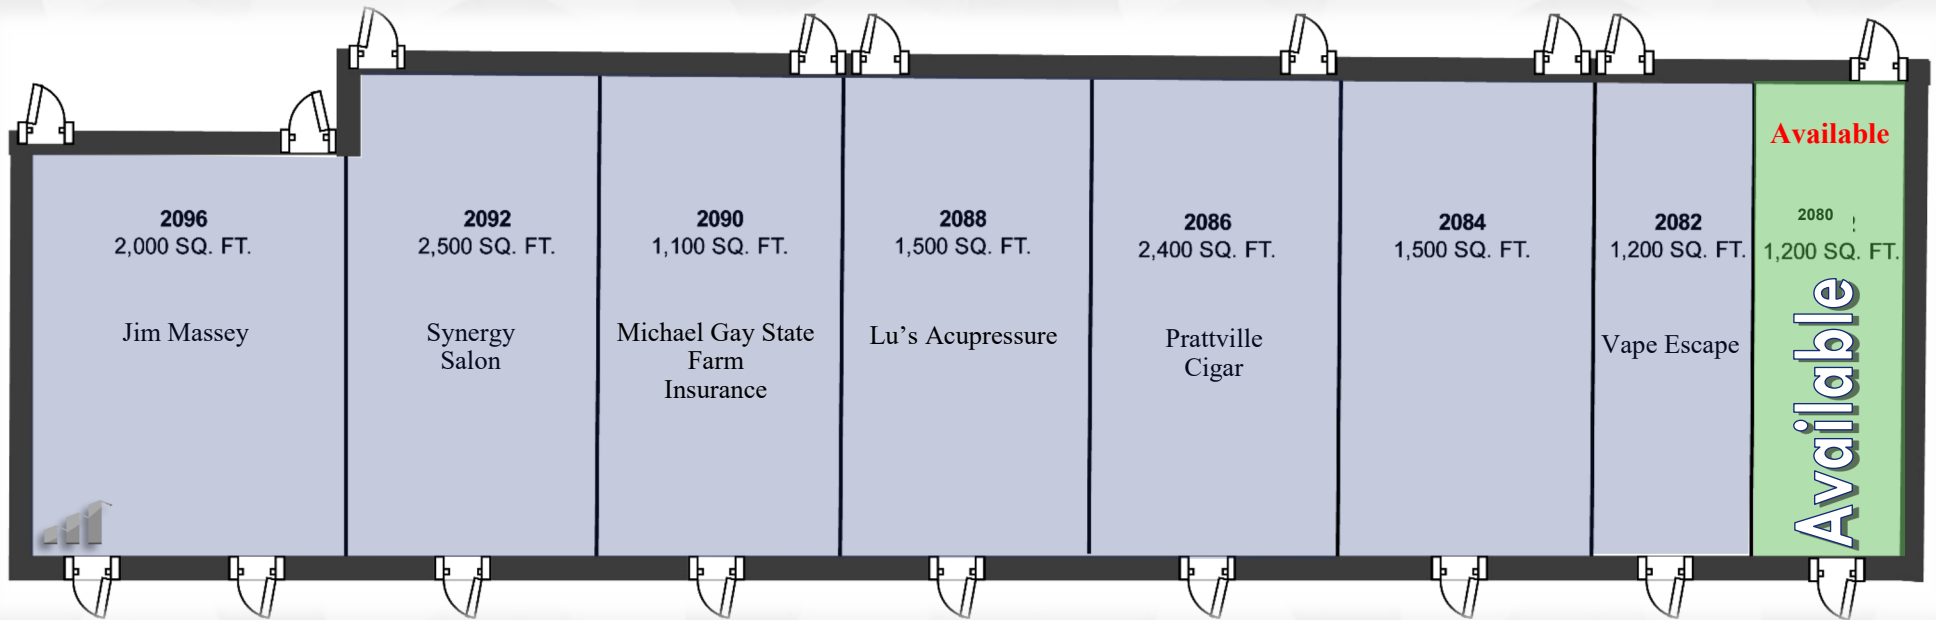 2096
2,000 SQ. FT.
Jim Massey
2092
2,500 SQ. FT.
Synergy
Salon
2090
1,100 SQ. FT.
Michael Gay State
Farm
Insurance
2088
1,500 SQ. FT.
Lu's Acupressure
2086
2,400 SQ. FT.
Prattville
Cigar
2084
1,500 SQ. FT.
2082
1,200 SQ. FT.
Vape Escape
Available
2080
1,200 SQ. FT.
Available